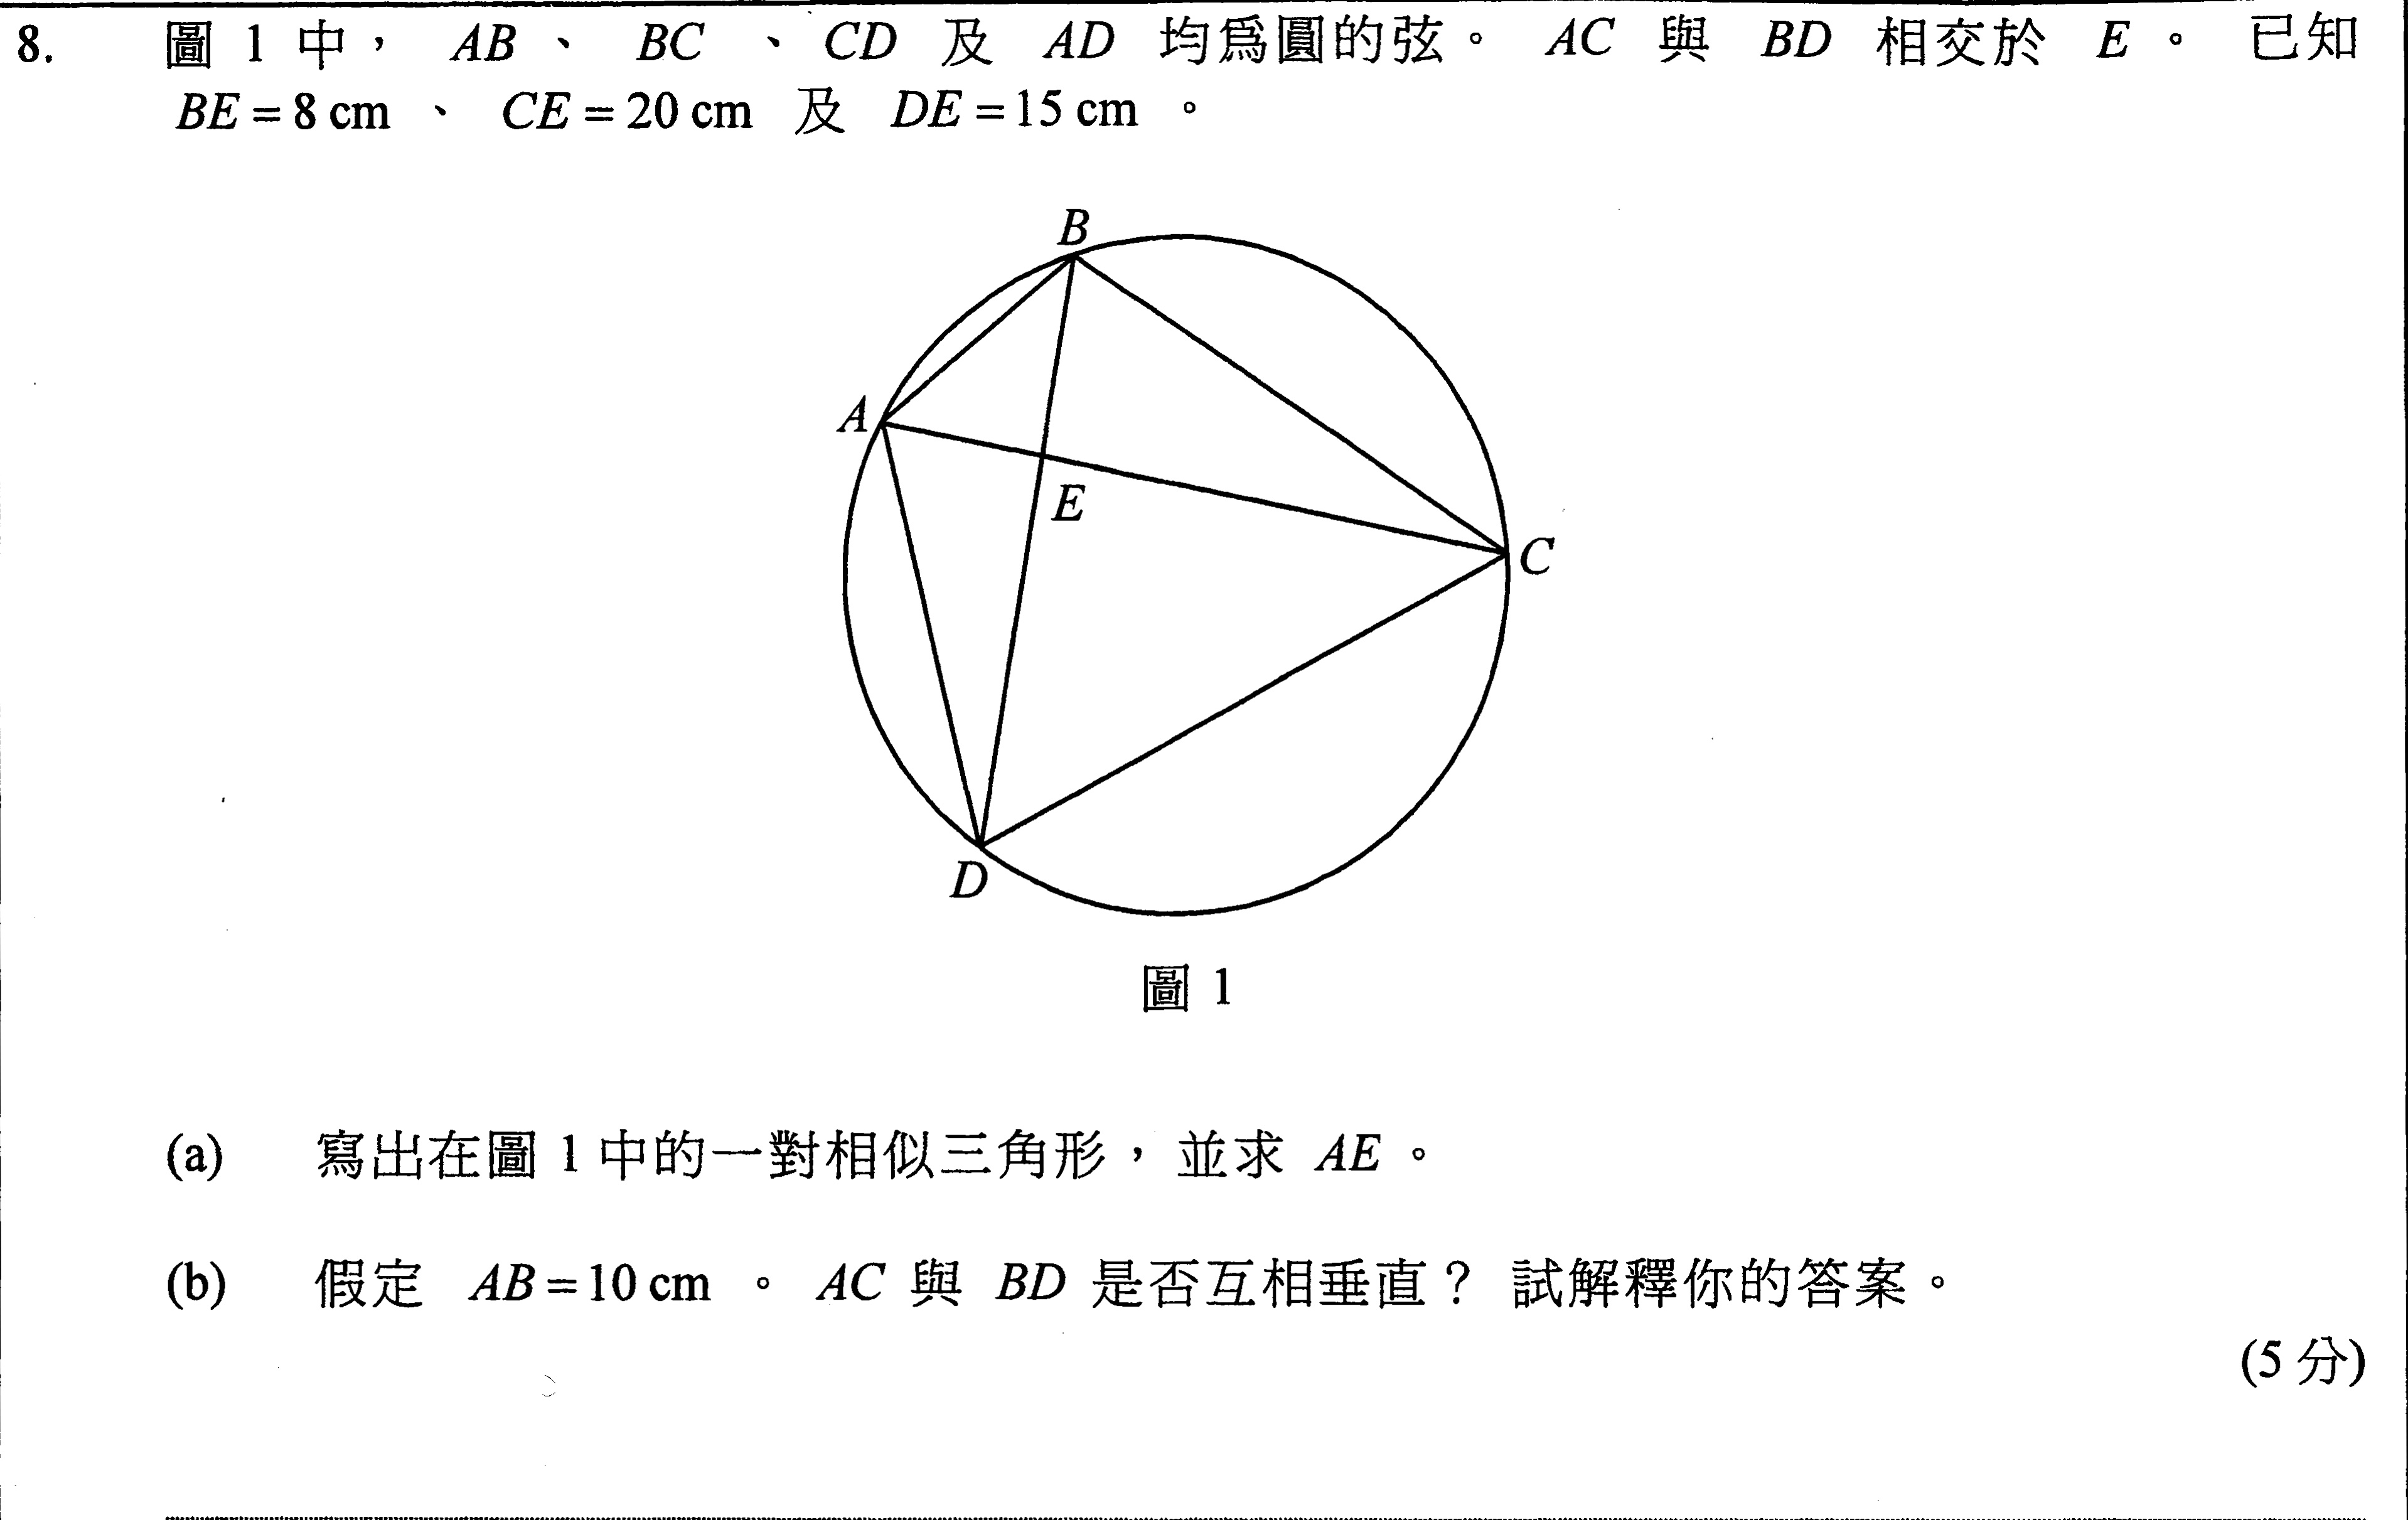 8. 圖 1 中， AB 、 BC 、 CD 及 AD 均爲圓的弦。 AC 與 BD 相交於 E 。 已知
BE = 8 cm 、 CE = 20 cm 及 DE = 15 cm 。
B
A
E
C
D
圖 1
(a) 寫出在圖 1 中的一對相似三角形，並求 AE 。
(b) 假定 AB = 10 cm 。 AC 與 BD 是否互相垂直？ 試解釋你的答案。
(5 分)